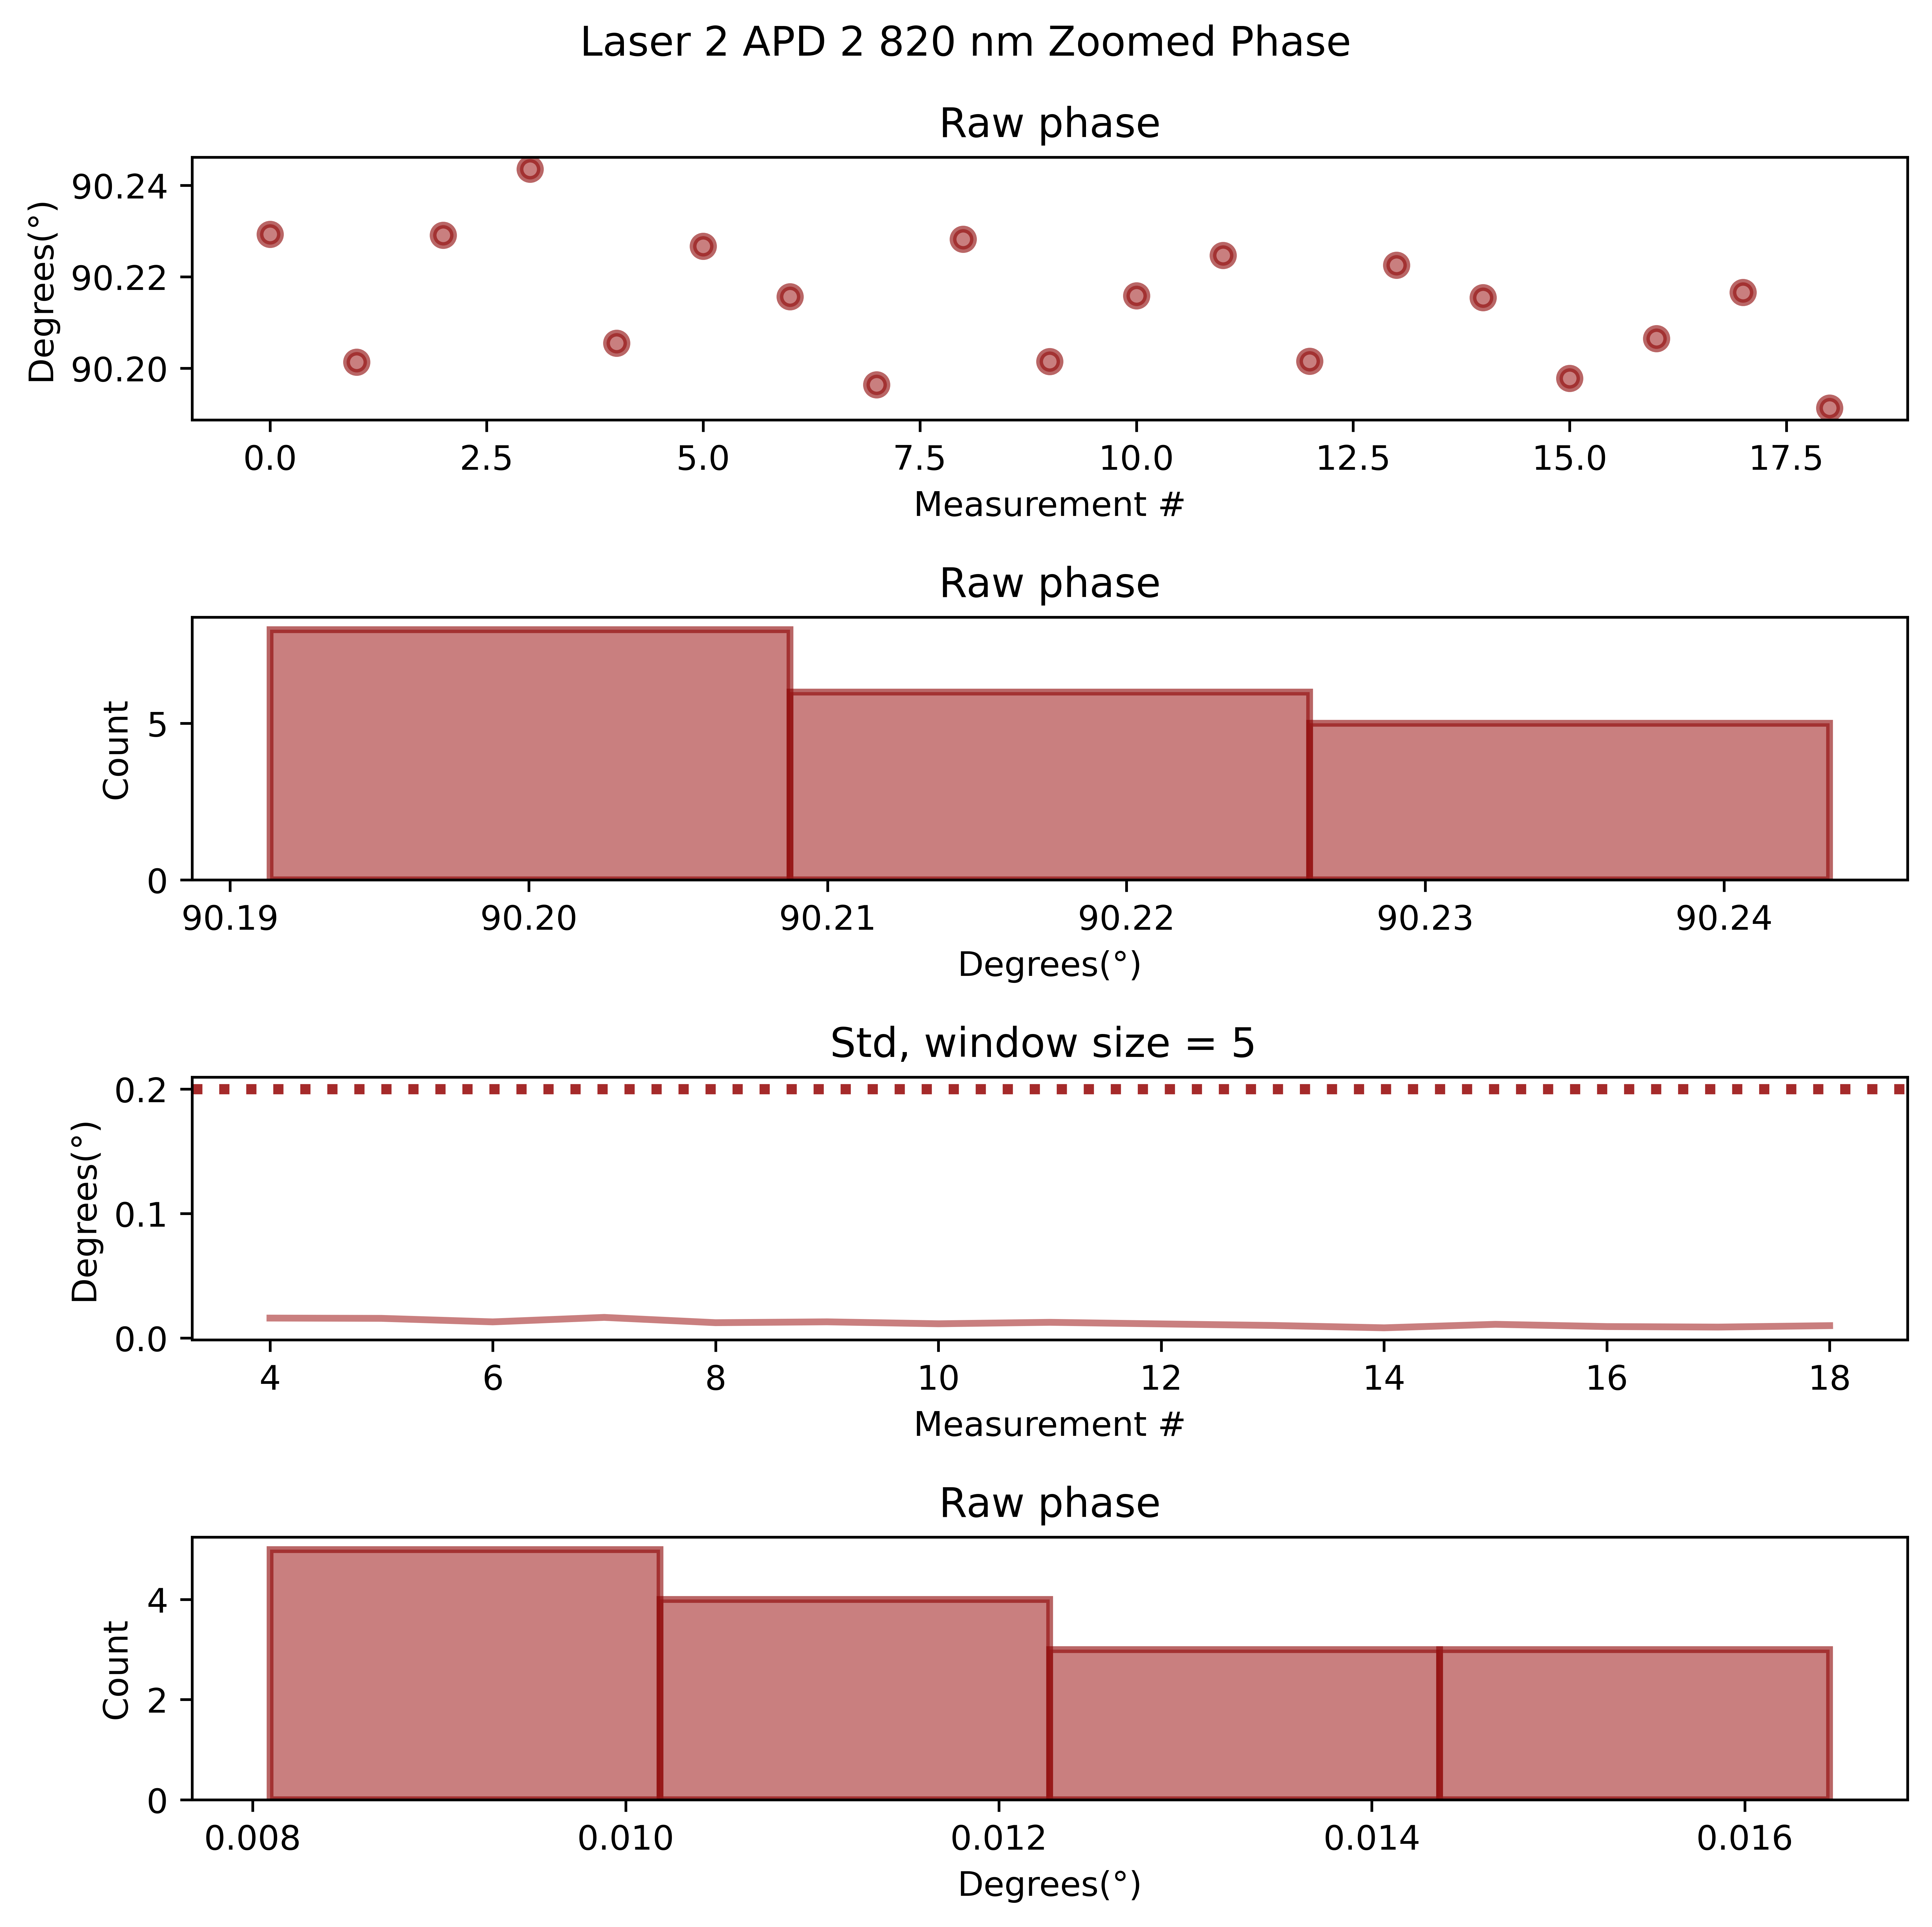 Laser 2 APD 2 820 nm Zoomed Phase
Raw phase
Degrees(°)
90.24
90.22
90.20
0.0 2.5 5.0 7.5 10.0 12.5 15.0 17.5
Measurement #
Raw phase
Count
5
0
90.19 90.20 90.21 90.22 90.23 90.24
Degrees(°)
Std, window size = 5
Degrees(°)
0.2
0.1
0.0
4 6 8 10 12 14 16 18
Measurement #
Raw phase
Count
4
2
0
0.008 0.010 0.012 0.014 0.016
Degrees(°)